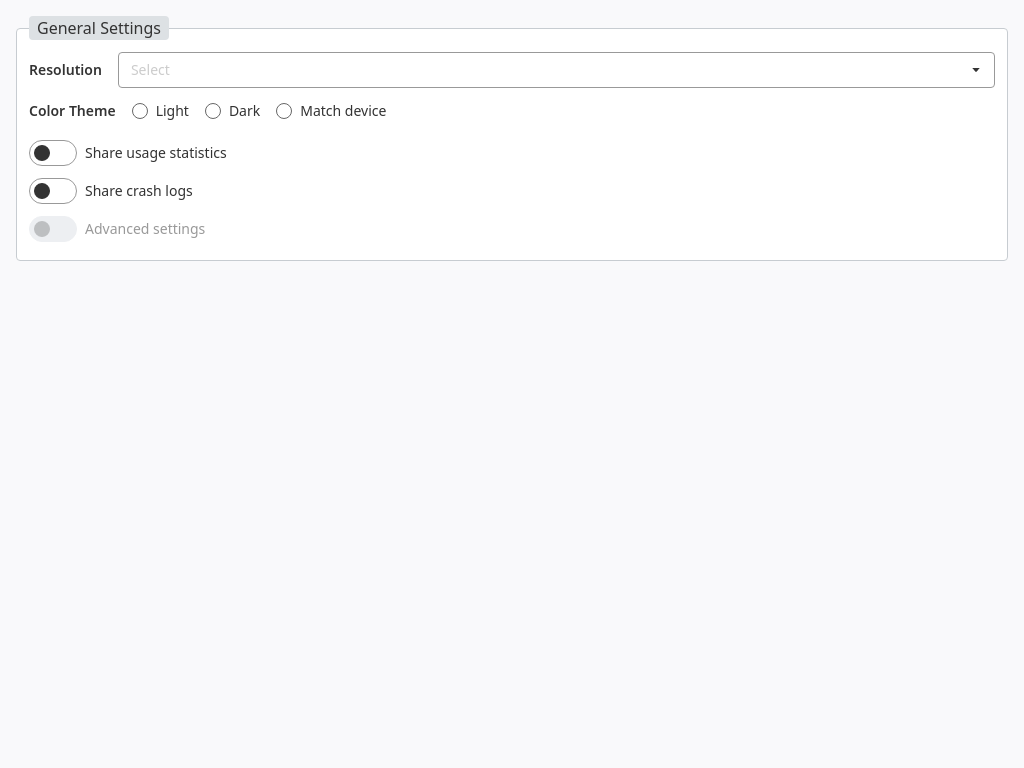 General Settings
Resolution Select
Color Theme Light Dark Match device
Share usage statistics
Share crash logs
Advanced settings